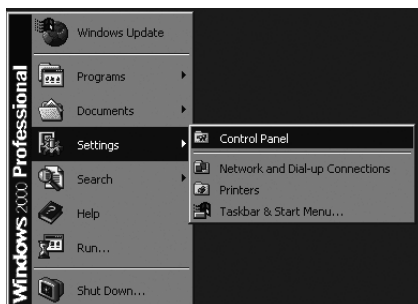 Windows 2000 Professional
Windows Update
Programs
Documents
Settings
Search
Help
Run...
Shut Down...
Control Panel
Network and Dial-up Connections
Printers
Taskbar & Start Menu...